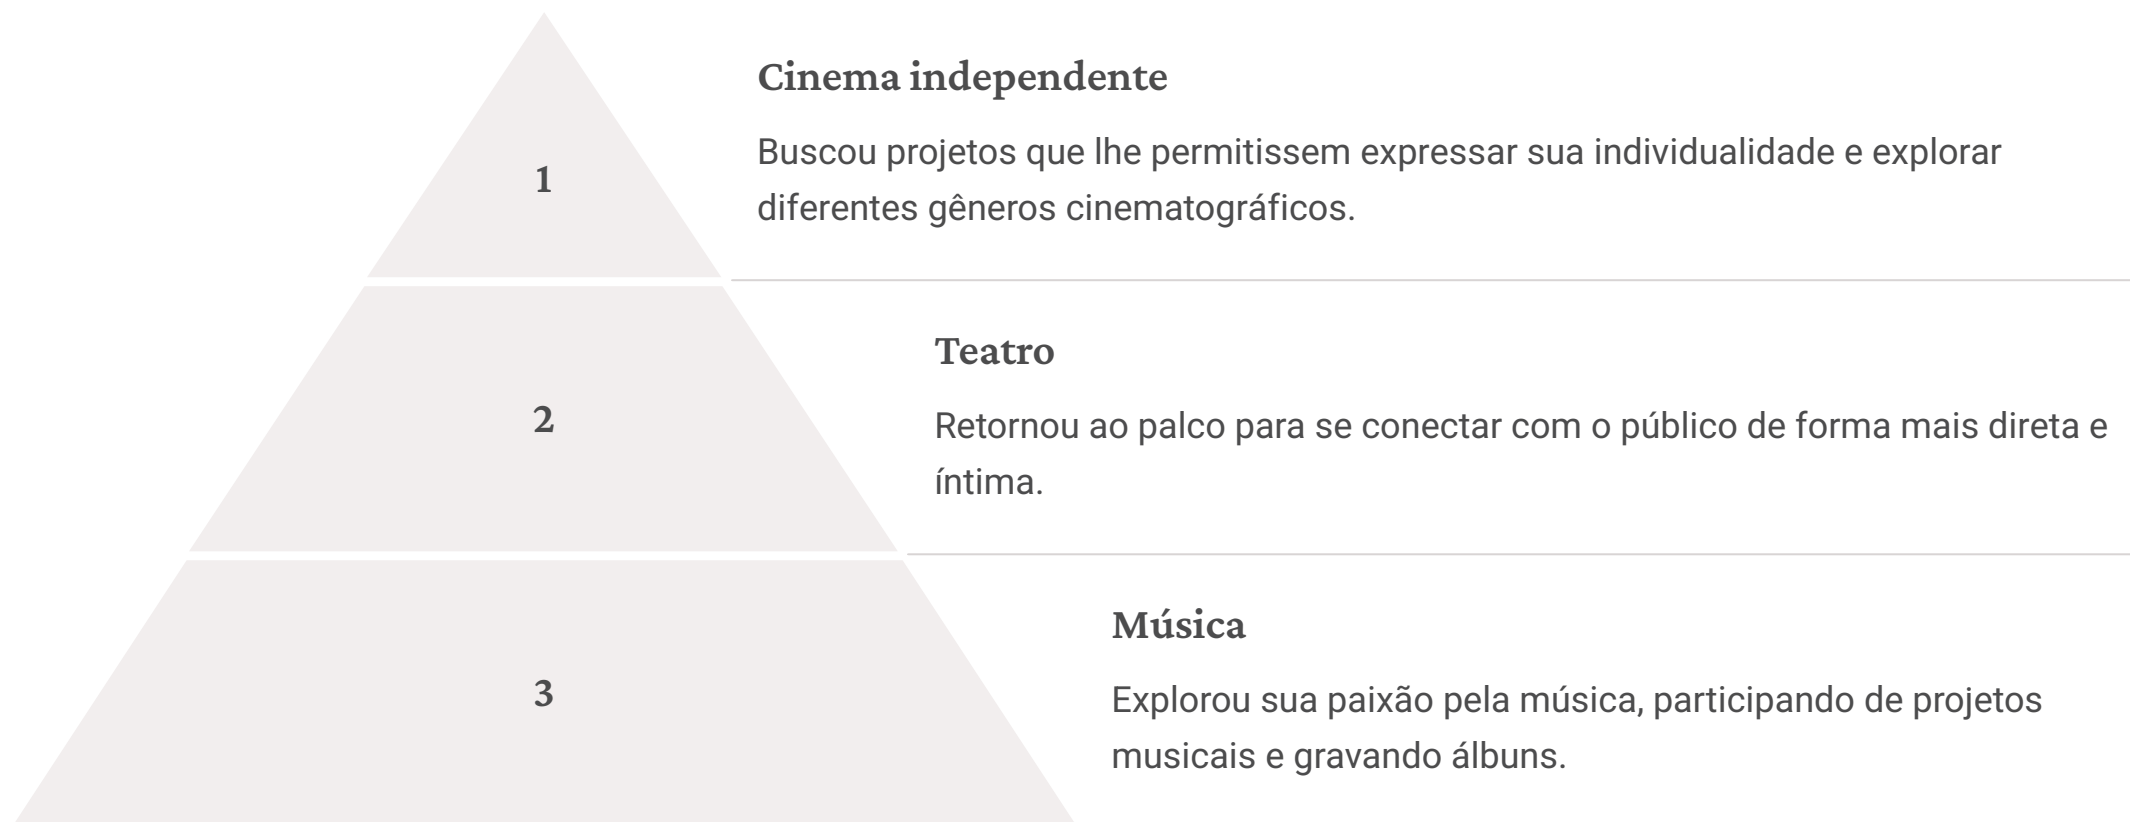 Cinema independente
Buscou projetos que lhe permitissem expressar sua individualidade e explorar
diferentes gêneros cinematográficos.
1
Teatro
Retornou ao palco para se conectar com o público de forma mais direta e
íntima.
2
Música
Explorou sua paixão pela música, participando de projetos
musicais e gravando álbuns.
3